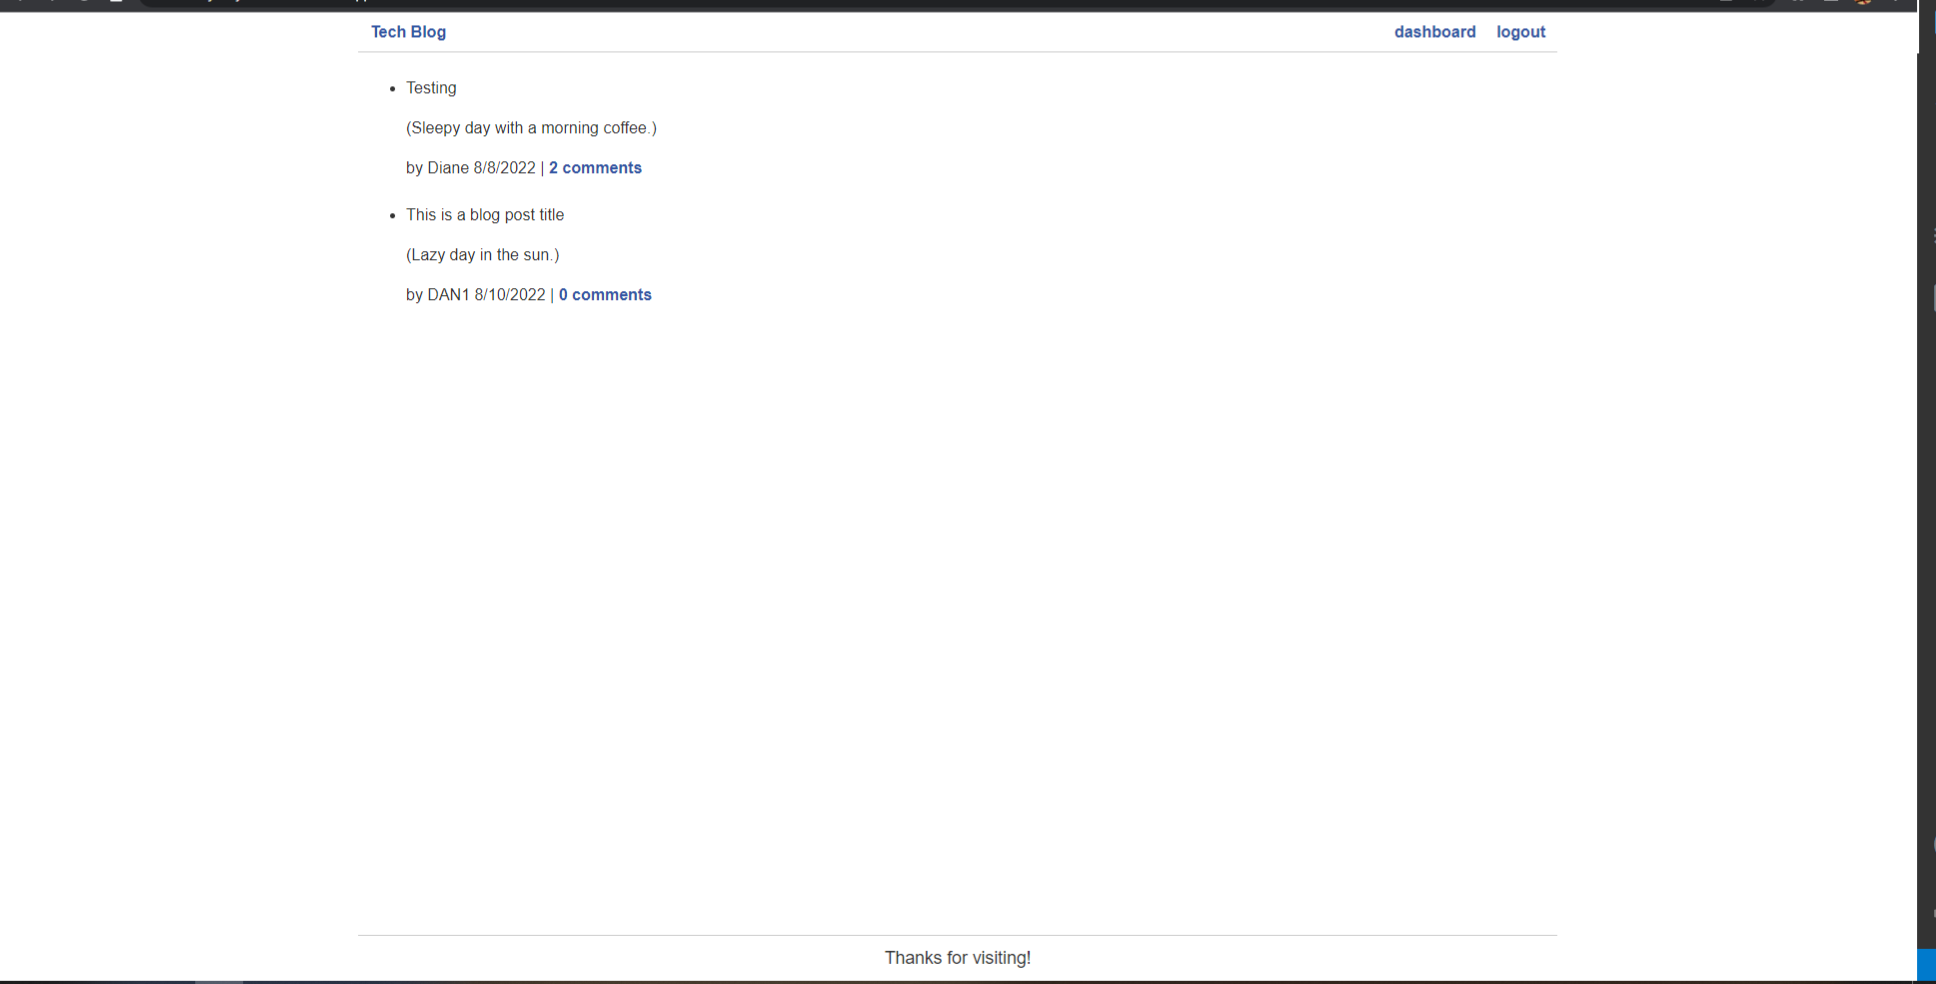 Tech Blog dashboard logout
Testing
(Sleepy day with a morning coffee.)
by Diane 8/8/2022 | 2 comments
This is a blog post title
(Lazy day in the sun.)
by DAN1 8/10/2022 | 0 comments
Thanks for visiting!